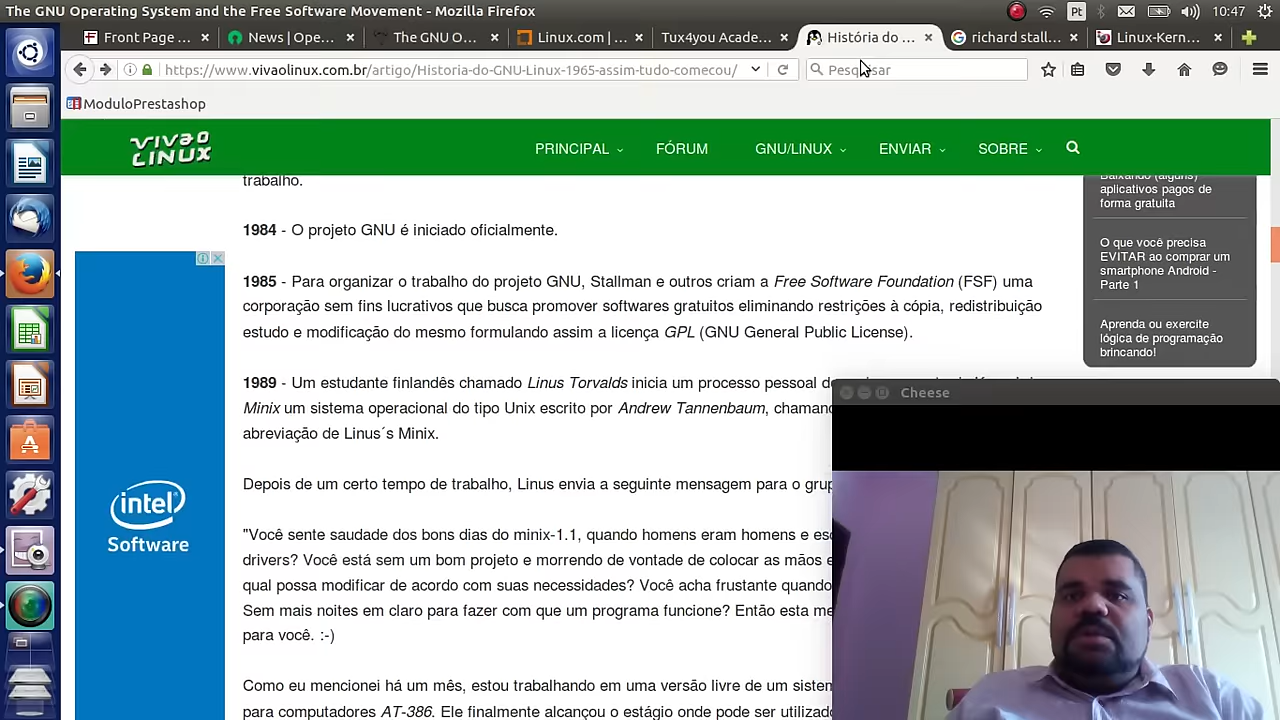 The GNU Operating System and the Free Software Movement - Mozilla Firefox
Pt
10:47
Front Page ...
News | Ope...
The GNU O...
Linux.com | ...
Tux4you Acade...
História do ...
richard stall...
Linux-Kern...
https://www.vivaolinux.com.br/artigo/Historia-do-GNU-Linux-1965-assim-tudo-comecou/
Pesquisar
ModuloPrestashop
VIVAO LINUX
PRINCIPAL
FÓRUM
GNU/LINUX
ENVIAR
SOBRE
trabalho.
1984 - O projeto GNU é iniciado oficialmente.
1985 - Para organizar o trabalho do projeto GNU, Stallman e outros criam a Free Software Foundation (FSF) uma
corporação sem fins lucrativos que busca promover softwares gratuitos eliminando restrições à cópia, redistribuição
estudo e modificação do mesmo formulando assim a licença GPL (GNU General Public License).
1989 - Um estudante finlandês chamado Linus Torvalds inicia um processo pessoal
Minix um sistema operacional do tipo Unix escrito por Andrew Tannenbaum, chamand
abreviação de Linus´s Minix.
Depois de um certo tempo de trabalho, Linus envia a seguinte mensagem para o gru
"Você sente saudade dos bons dias do minix-1.1, quando homens eram homens e es
drivers? Você está sem um bom projeto e morrendo de vontade de colocar as mãos e
qual possa modificar de acordo com suas necessidades? Você acha frustante quando
Sem mais noites em claro para fazer com que um programa funcione? Então esta me
para você. :-)
Como eu mencionei há um mês, estou trabalhando em uma versão livre de um sistem
para computadores AT-386. Ele finalmente alcançou o estágio onde pode ser utilizad
Baixando (alguns)
aplicativos pagos de
forma gratuita
O que você precisa
EVITAR ao comprar um
smartphone Android -
Parte 1
Aprenda ou exercite
lógica de programação
brincando!
intel
Software
Cheese